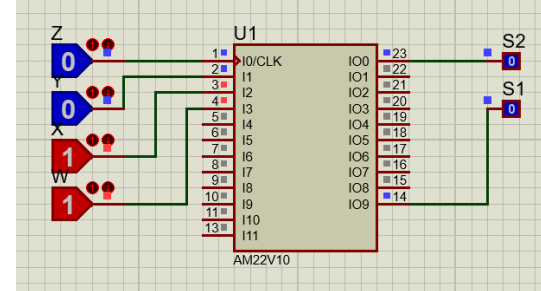 Z
0
Y
0
X
1
W
1
U1
1 I0/CLK IO0 23
2 I1 IO1 22
3 I2 IO2 21
4 I3 IO3 20
5 I4 IO4 19
6 I5 IO5 18
7 I6 IO6 17
8 I7 IO7 16
9 I8 IO8 15
10 I9 IO9 14
11 I10
13 I11
AM22V10
S2
0
S1
0